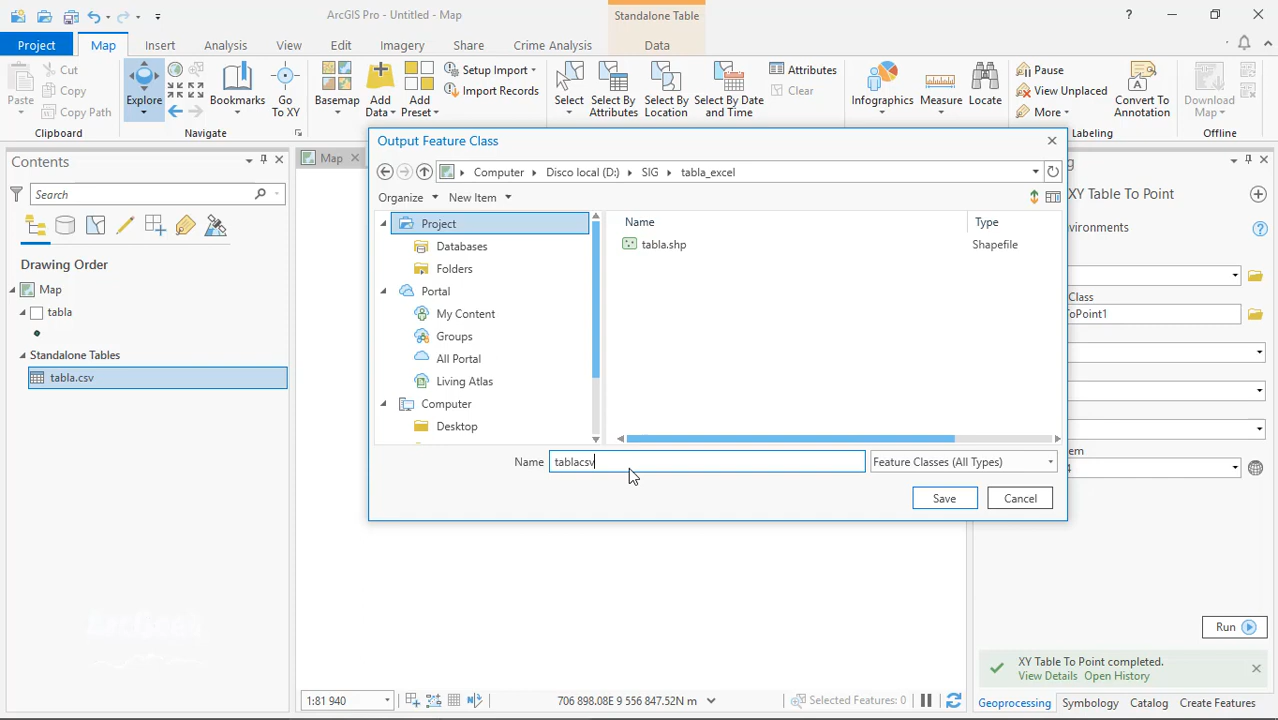 ArcGIS Pro - Untitled - Map
Standalone Table
?
Project Map Insert Analysis View Edit Imagery Share Crime Analysis Data
Paste
Cut
Copy
Copy Path
Clipboard
Explore
Bookmarks
Go To XY
Navigate
Basemap
Add Data
Add Preset
Setup Import
Import Records
Select
Select By Attributes
Select By Location
Select By Date and Time
Attributes
Clear
Infographics
Measure
Locate
Pause
View Unplaced
More
Labeling
Convert To Annotation
Download Map
Offline
Contents
Search
Drawing Order
Map
tabla
Standalone Tables
tabla.csv
Map
Output Feature Class
Computer Disco local (D:) SIG tabla_excel
Organize New Item
Project
Databases
Folders
Portal
My Content
Groups
All Portal
Living Atlas
Computer
Desktop
Name Type
tabla.shp Shapefile
Name tablacsv Feature Classes (All Types)
Save Cancel
XY Table To Point
Class
ToPoint1
Run
XY Table To Point completed.
View Details Open History
1:81 940
706 898.08E 9 556 847.52N m
Selected Features: 0
Geoprocessing Symbology Catalog Create Features